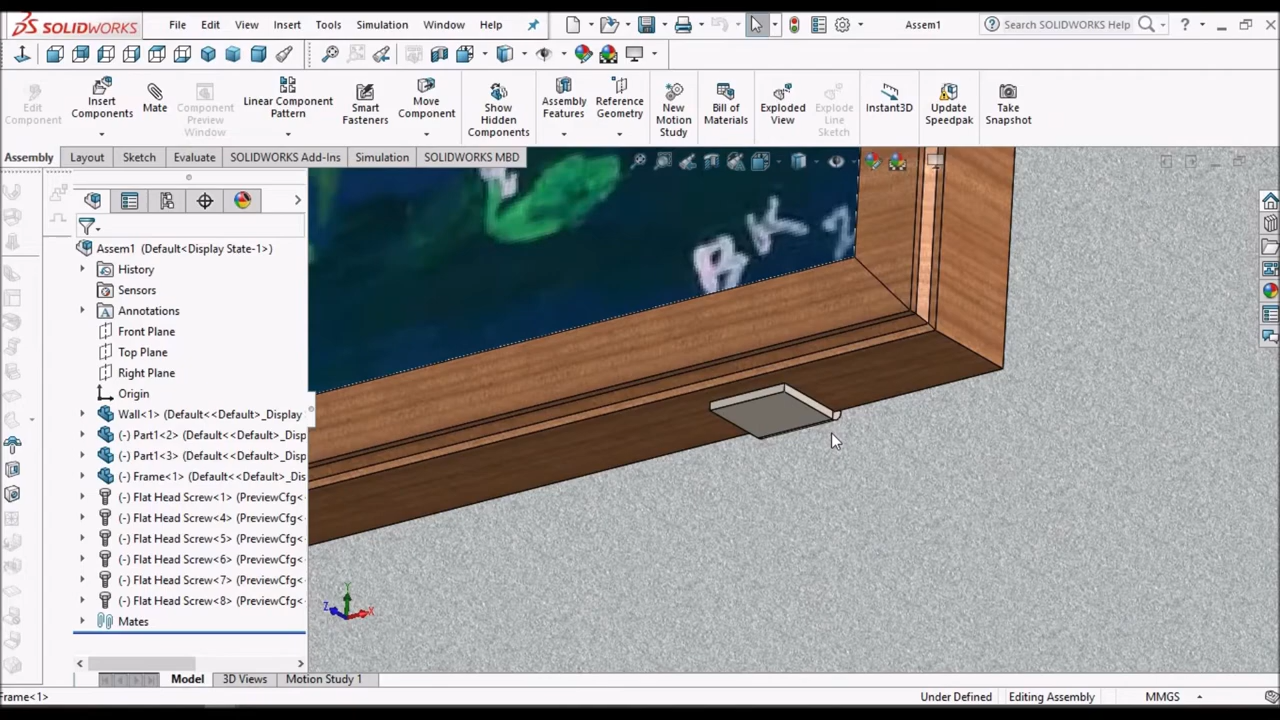 SOLIDWORKS File Edit View Insert Tools Simulation Window Help Assem1 Search SOLIDWORKS Help
Edit Component
Insert Components
Mate
Component Preview Window
Linear Component Pattern
Smart Fasteners
Move Component
Show Hidden Components
Assembly Features
Reference Geometry
New Motion Study
Bill of Materials
Exploded View
Explode Line Sketch
Instant3D
Update Speedpak
Take Snapshot
Assembly Layout Sketch Evaluate SOLIDWORKS Add-Ins Simulation SOLIDWORKS MBD
Assem1 (Default<Display State-1>)
History
Sensors
Annotations
Front Plane
Top Plane
Right Plane
Origin
Wall<1> (Default<<Default>_Display
(-) Part1<2> (Default<<Default>_Disp
(-) Part1<3> (Default<<Default>_Disp
(-) Frame<1> (Default<<Default>_Dis
(-) Flat Head Screw<1> (PreviewCfg<
(-) Flat Head Screw<4> (PreviewCfg<
(-) Flat Head Screw<5> (PreviewCfg<
(-) Flat Head Screw<6> (PreviewCfg<
(-) Flat Head Screw<7> (PreviewCfg<
(-) Flat Head Screw<8> (PreviewCfg<
Mates
BK 2
Y
Z X
Model 3D Views Motion Study 1
Frame<1> Under Defined Editing Assembly MMGS